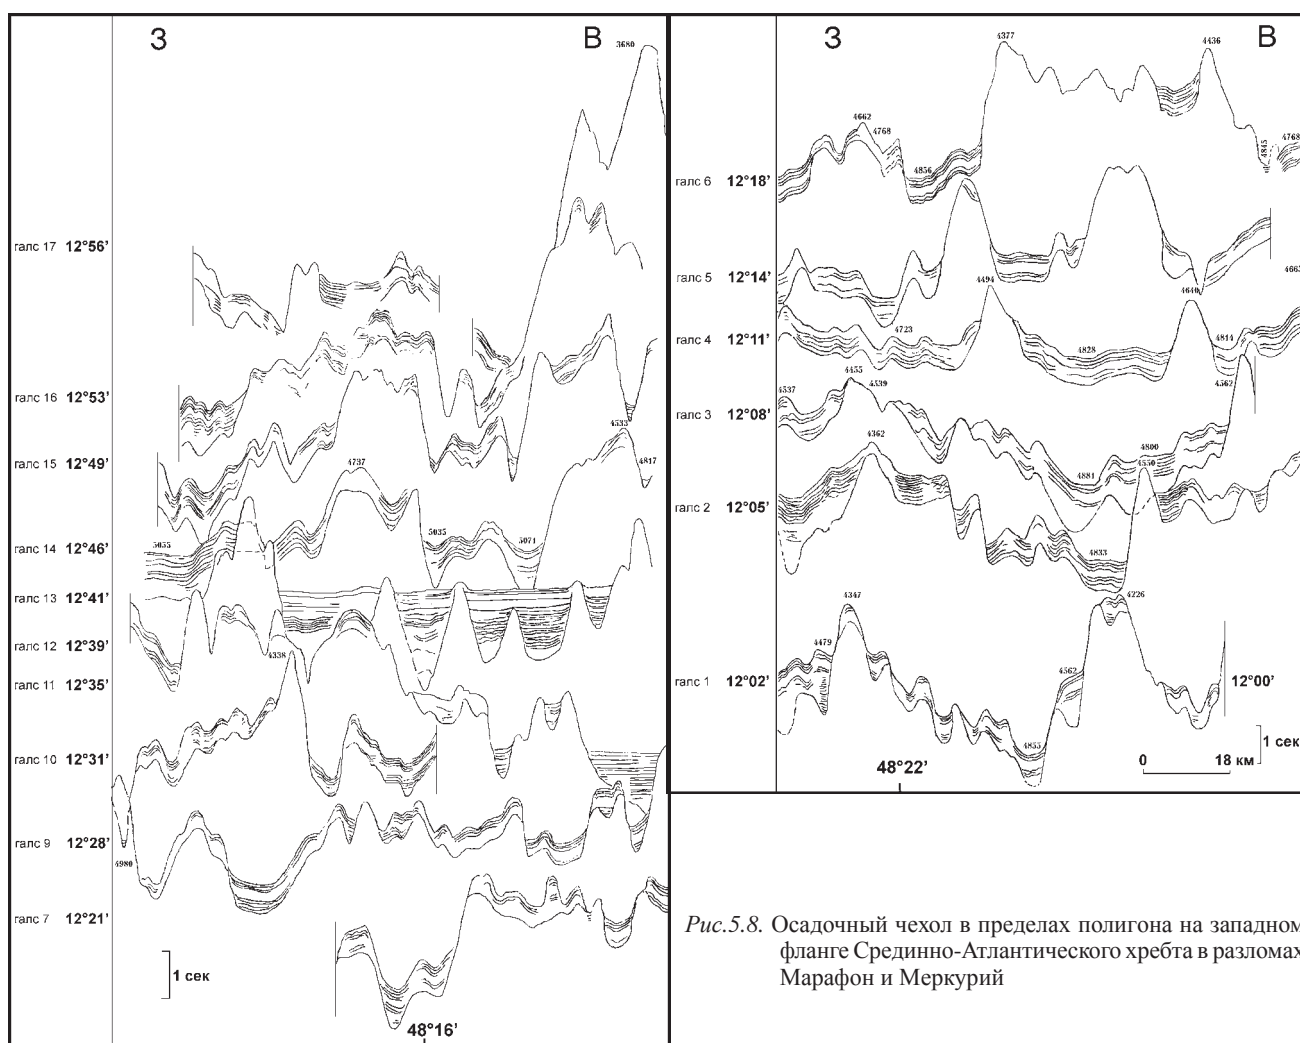 З
В
3680
галс 17 12°56'
галс 16 12°53'
галс 15 12°49'
4533
4817
4737
5055
5035
5071
галс 14 12°46'
галс 13 12°41'
галс 12 12°39'
4338
галс 11 12°35'
галс 10 12°31'
галс 9 12°28'
4980
галс 7 12°21'
1 сек
48°16'
З
В
4377
4436
4662
4768
4856
4845
4768
галс 6 12°18'
галс 5 12°14'
4494
4640
4723
4828
4814
галс 4 12°11'
4537
4455
4539
4562
галс 3 12°08'
4362
4800
4881
4550
галс 2 12°05'
4833
4347
4226
4479
4562
галс 1 12°02'
12°00'
4855
1 сек
48°22'
0 18 км
Рис.5.8. Осадочный чехол в пределах полигона на западном
фланге Срединно-Атлантического хребта в разломах
Марафон и Меркурий